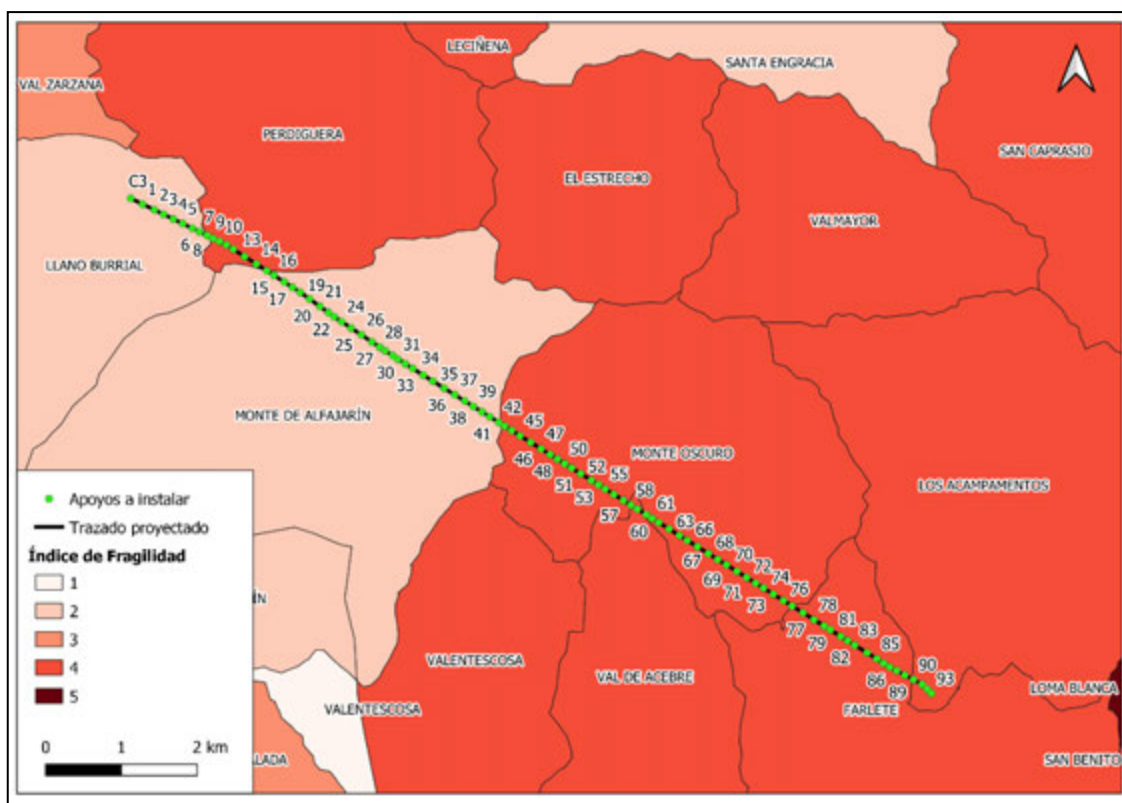 LECIÑENA
SANTA ENGRACIA
VAL ZARZANA
PERDIGUERA
SAN CAPRASIO
EL ESTRECHO
VALMAYOR
C3 1 2 3 4 5
7 9 10
6 8
13 14 16
LLANO BURRIAL
15 17
19 21
20 22
24 26 28 31
25 27 30 33
34 35 37 39
36 38 41
MONTE DE ALFAJARÍN
42 45 47 50
46 48 51 53
52 55 58 61
57 60
MONTE OSCURO
LOS ACAMPAMENTOS
63 66 68 70 72 74 76
67 69 71 73
78 81 83 85
77 79 82
86 89
90 93
Apoyos a instalar
Trazado proyectado
Índice de Fragilidad
1
2
3
4
5
ÍN
VALENTESCOSA
VAL DE ACEBRE
LOMA BLANCA
VALENTESCOSA
FARLETE
ALADA
SAN BENITO
0 1 2 km